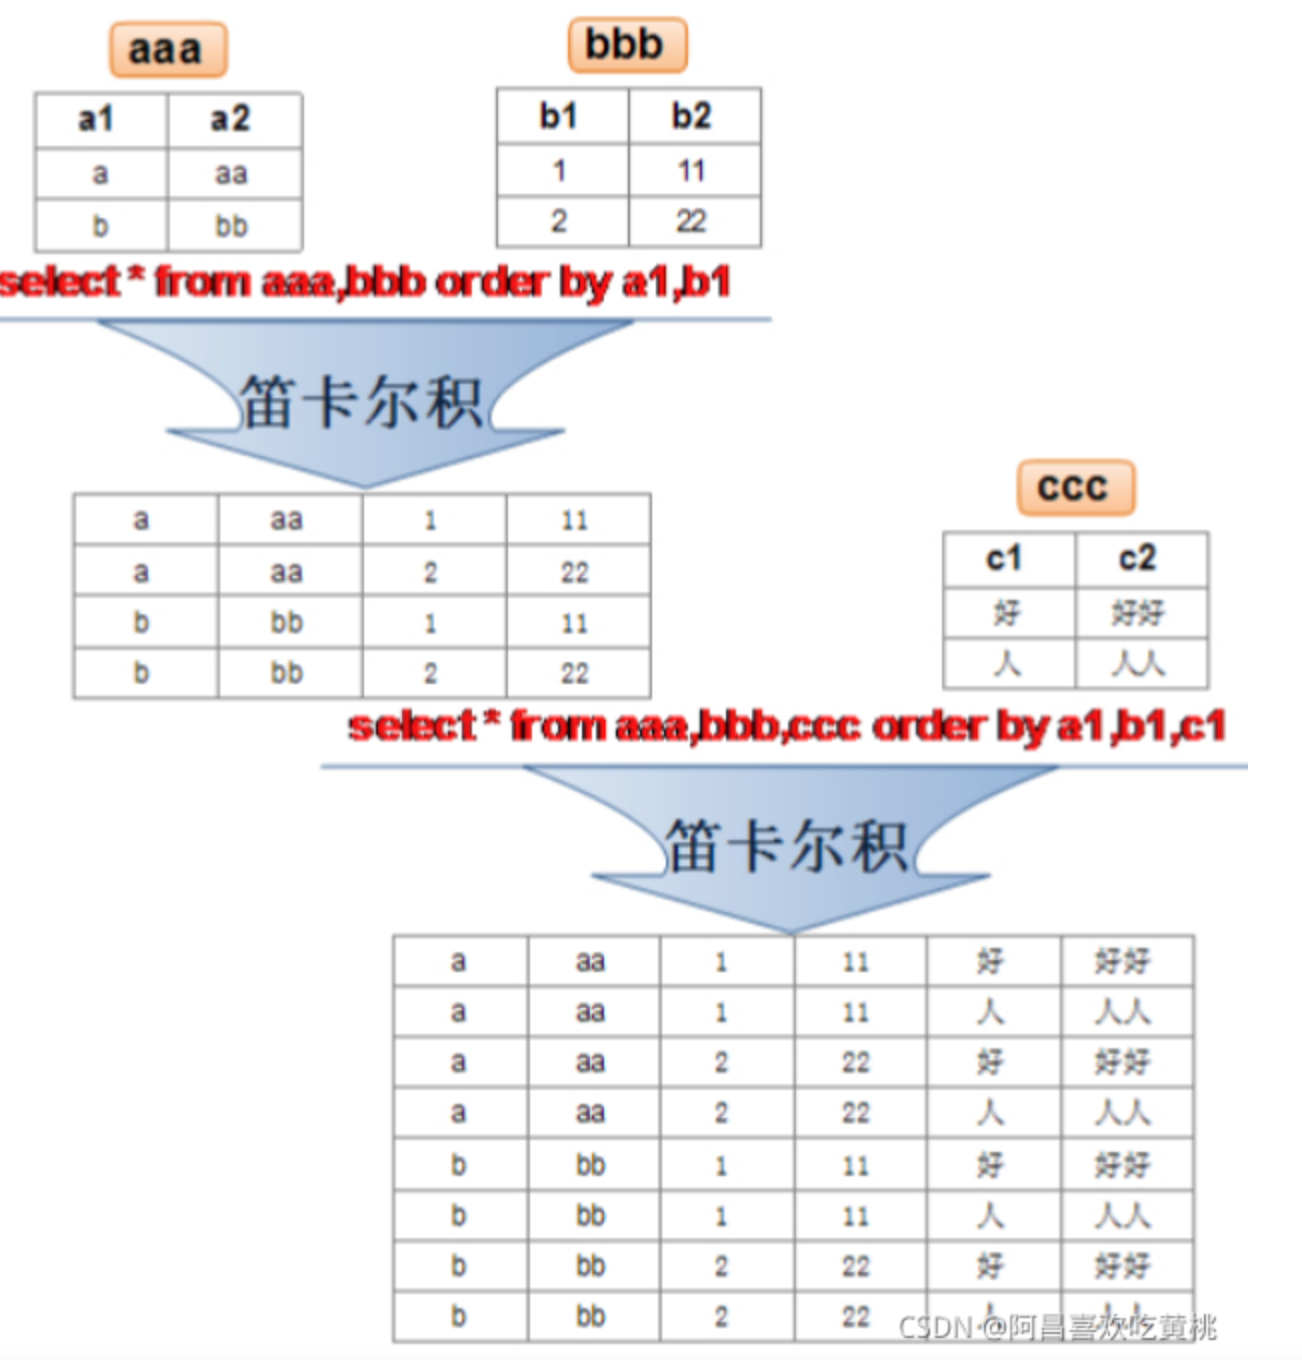 aaa bbb
a1 a2 b1 b2
a aa 1 11
b bb 2 22
select * from aaa,bbb order by a1,b1
笛卡尔积
a aa 1 11
a aa 2 22
b bb 1 11
b bb 2 22
ccc
c1 c2
好 好好
人 人人
select * from aaa,bbb,ccc order by a1,b1,c1
笛卡尔积
a aa 1 11 好 好好
a aa 1 11 人 人人
a aa 2 22 好 好好
a aa 2 22 人 人人
b bb 1 11 好 好好
b bb 1 11 人 人人
b bb 2 22 好 好好
b bb 2 22 人 人人
CSDN @阿昌喜欢吃黄桃